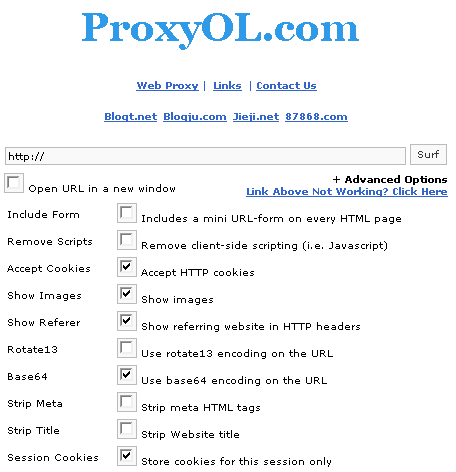 ProxyOL.com
Web Proxy | Links | Contact Us
Blogt.net Blogju.com Jieji.net 87868.com
http:// Surf
+ Advanced Options
Open URL in a new window
Link Above Not Working? Click Here
Include Form Includes a mini URL-form on every HTML page
Remove Scripts Remove client-side scripting (i.e. Javascript)
Accept Cookies Accept HTTP cookies
Show Images Show images
Show Referer Show referring website in HTTP headers
Rotate13 Use rotate13 encoding on the URL
Base64 Use base64 encoding on the URL
Strip Meta Strip meta HTML tags
Strip Title Strip Website title
Session Cookies Store cookies for this session only